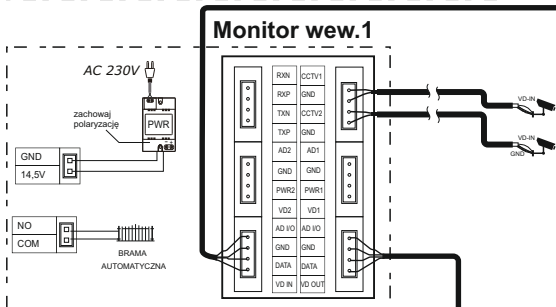 Monitor wew.1
AC 230V
zachowaj
polaryzację
PWR
GND
14,5V
NO
COM
BRAMA
AUTOMATYCZNA
RXN CCTV1
RXP GND
TXN CCTV2
TXP GND
AD2 AD1
GND GND
PWR2 PWR1
VD2 VD1
AD I/O AD I/O
GND GND
DATA DATA
VD IN VD OUT
VD-IN
VD-IN
GND